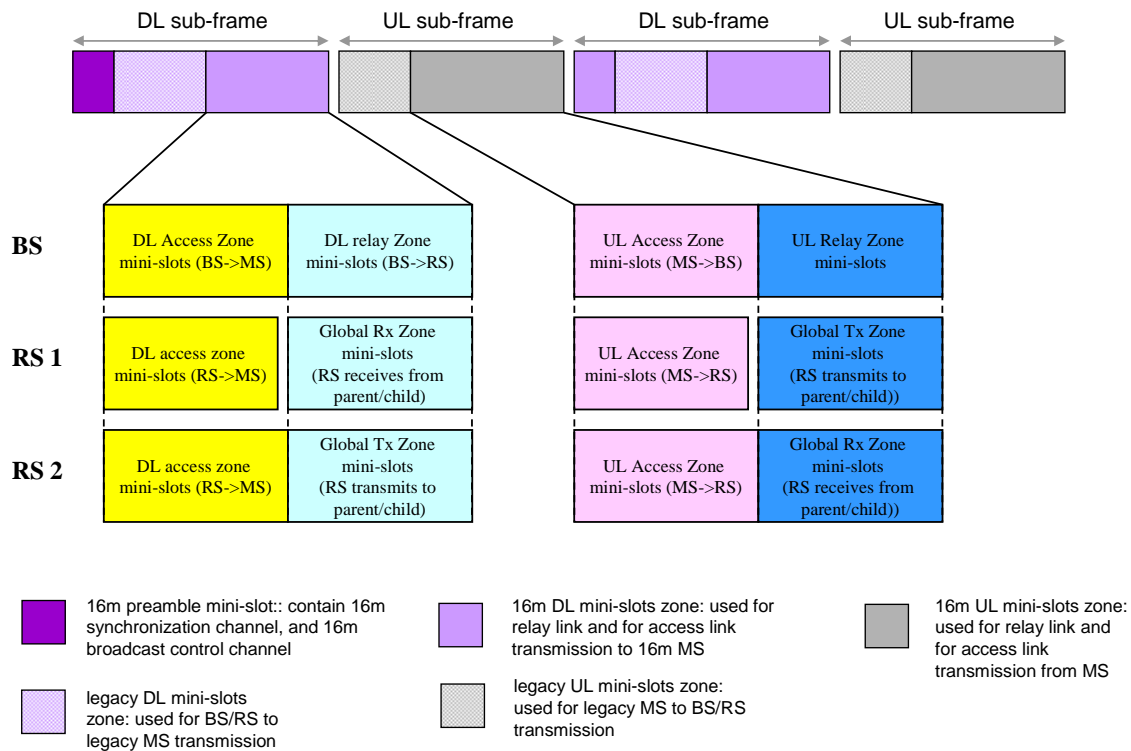 DL sub-frame
UL sub-frame
DL sub-frame
UL sub-frame
BS
DL Access Zone
mini-slots (BS->MS)
DL relay Zone
mini-slots (BS->RS)
UL Access Zone
mini-slots (MS->BS)
UL Relay Zone
mini-slots
RS 1
DL access zone
mini-slots (RS->MS)
Global Rx Zone
mini-slots
(RS receives from
parent/child)
UL Access Zone
mini-slots (MS->RS)
Global Tx Zone
mini-slots
(RS transmits to
parent/child))
RS 2
DL access zone
mini-slots (RS->MS)
Global Tx Zone
mini-slots
(RS transmits to
parent/child)
UL Access Zone
mini-slots (MS->RS)
Global Rx Zone
mini-slots
(RS receives from
parent/child))
16m preamble mini-slot:: contain 16m
synchronization channel, and 16m
broadcast control channel
16m DL mini-slots zone: used for
relay link and for access link
transmission to 16m MS
16m UL mini-slots zone:
used for relay link and
for access link
transmission from MS
legacy DL mini-slots
zone: used for BS/RS to
legacy MS transmission
legacy UL mini-slots zone:
used for legacy MS to BS/RS
transmission